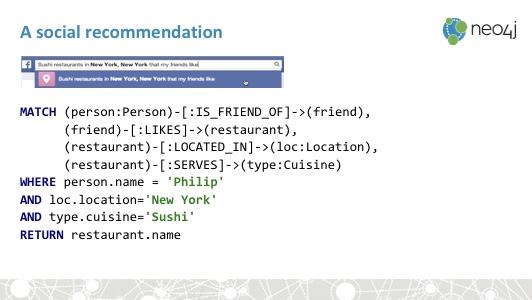 A social recommendation
neo4j
f Sushi restaurants in New York, New York that my friends like
Sushi restaurants in New York, New York that my friends like
MATCH (person:Person)-[:IS_FRIEND_OF]->(friend),
(friend)-[:LIKES]->(restaurant),
(restaurant)-[:LOCATED_IN]->(loc:Location),
(restaurant)-[:SERVES]->(type:Cuisine)
WHERE person.name = 'Philip'
AND loc.location='New York'
AND type.cuisine='Sushi'
RETURN restaurant.name